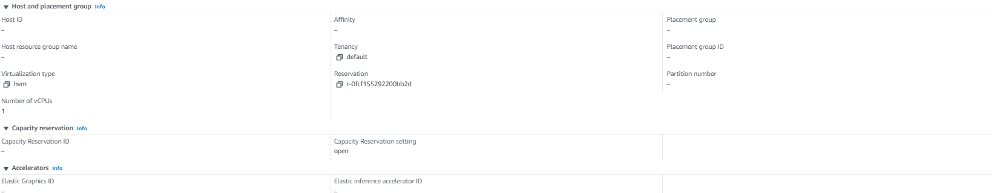 Host and placement group Info
Host ID Affinity Placement group
– – –
Host resource group name Tenancy Placement group ID
– default –
Virtualization type Reservation Partition number
hvm r-0fcf155292200bb2d –
Number of vCPUs
1
Capacity reservation Info
Capacity Reservation ID Capacity Reservation setting
– open
Accelerators Info
Elastic Graphics ID Elastic inference accelerator ID
– –